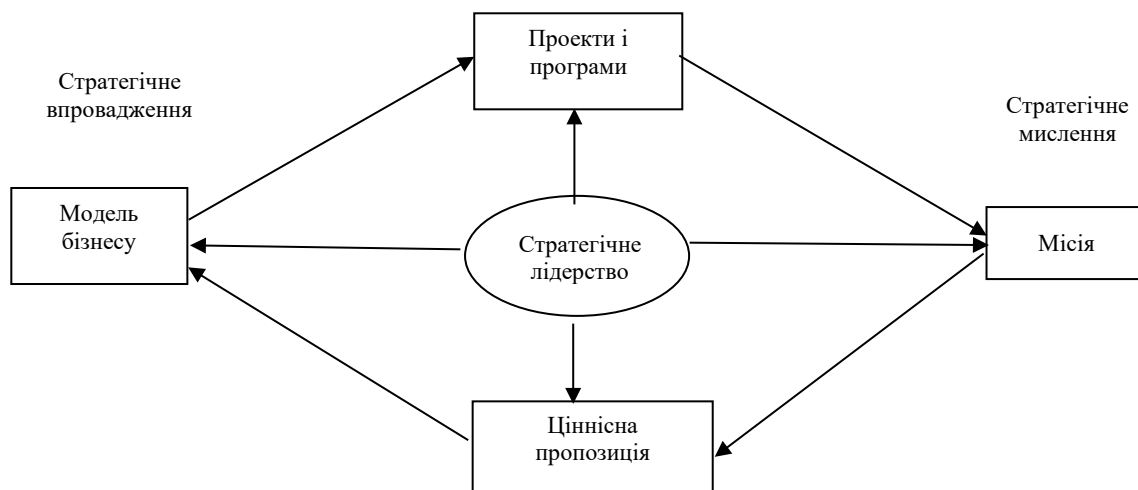 Проекти і
програми
Стратегічне
впровадження
Стратегічне
мислення
Модель
бізнесу
Стратегічне
лідерство
Місія
Ціннісна
пропозиція